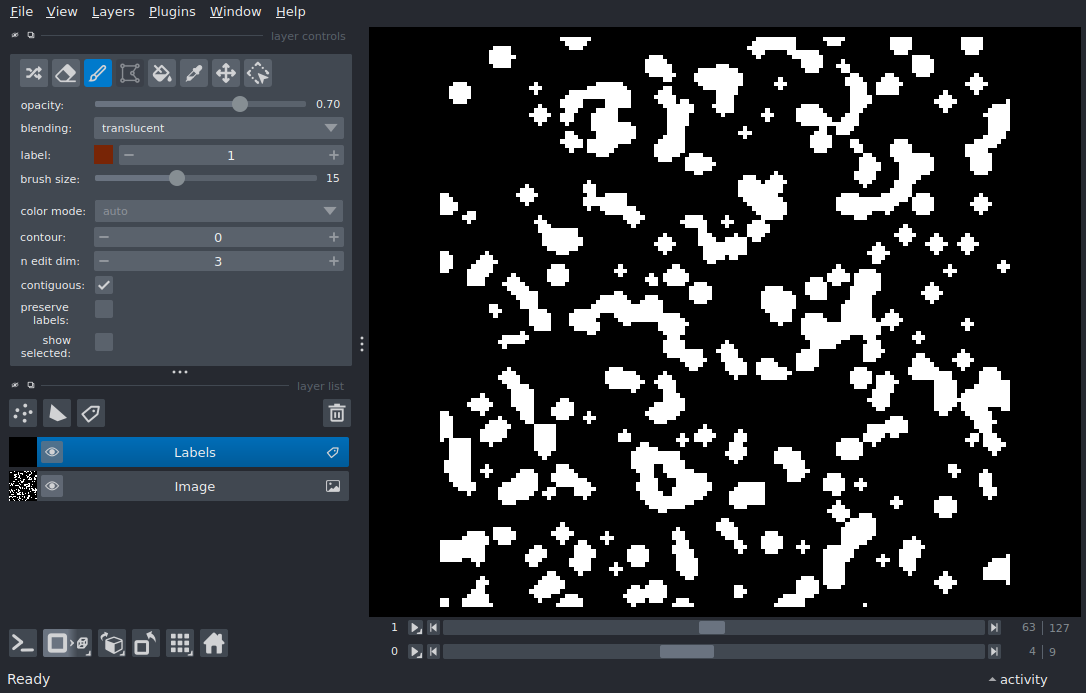 File View Layers Plugins Window Help
layer controls
opacity: 0.70
blending: translucent
label: 1
brush size: 15
color mode: auto
contour: 0
n edit dim: 3
contiguous:
preserve
labels:
show
selected:
layer list
Labels
Image
1 63 | 127
0 4 | 9
Ready activity